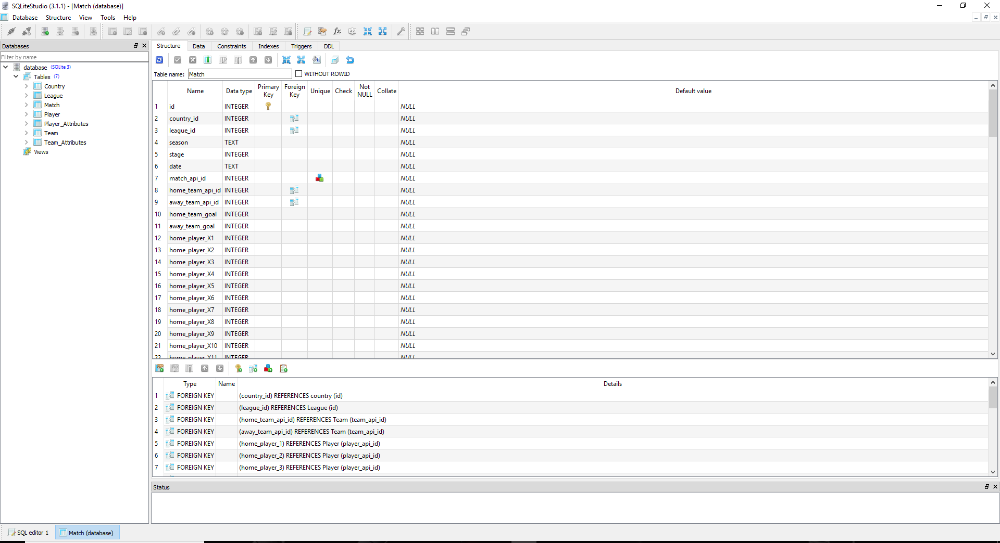 SQLiteStudio (3.1.1) - [Match (database)]
Database Structure View Tools Help
Databases
Filter by name
database (SQLite 3)
Tables (7)
Country
League
Match
Player
Player_Attributes
Team
Team_Attributes
Views
Structure Data Constraints Indexes Triggers DDL
Table name: Match WITHOUT ROWID
Name Data type Primary Key Foreign Key Unique Check Not NULL Collate Default value
1 id INTEGER NULL
2 country_id INTEGER NULL
3 league_id INTEGER NULL
4 season TEXT NULL
5 stage INTEGER NULL
6 date TEXT NULL
7 match_api_id INTEGER NULL
8 home_team_api_id INTEGER NULL
9 away_team_api_id INTEGER NULL
10 home_team_goal INTEGER NULL
11 away_team_goal INTEGER NULL
12 home_player_X1 INTEGER NULL
13 home_player_X2 INTEGER NULL
14 home_player_X3 INTEGER NULL
15 home_player_X4 INTEGER NULL
16 home_player_X5 INTEGER NULL
17 home_player_X6 INTEGER NULL
18 home_player_X7 INTEGER NULL
19 home_player_X8 INTEGER NULL
20 home_player_X9 INTEGER NULL
21 home_player_X10 INTEGER NULL
22 home_player_X11 INTEGER NULL
Type Name Details
1 FOREIGN KEY (country_id) REFERENCES country (id)
2 FOREIGN KEY (league_id) REFERENCES League (id)
3 FOREIGN KEY (home_team_api_id) REFERENCES Team (team_api_id)
4 FOREIGN KEY (away_team_api_id) REFERENCES Team (team_api_id)
5 FOREIGN KEY (home_player_1) REFERENCES Player (player_api_id)
6 FOREIGN KEY (home_player_2) REFERENCES Player (player_api_id)
7 FOREIGN KEY (home_player_3) REFERENCES Player (player_api_id)
Status
SQL editor 1 Match (database)